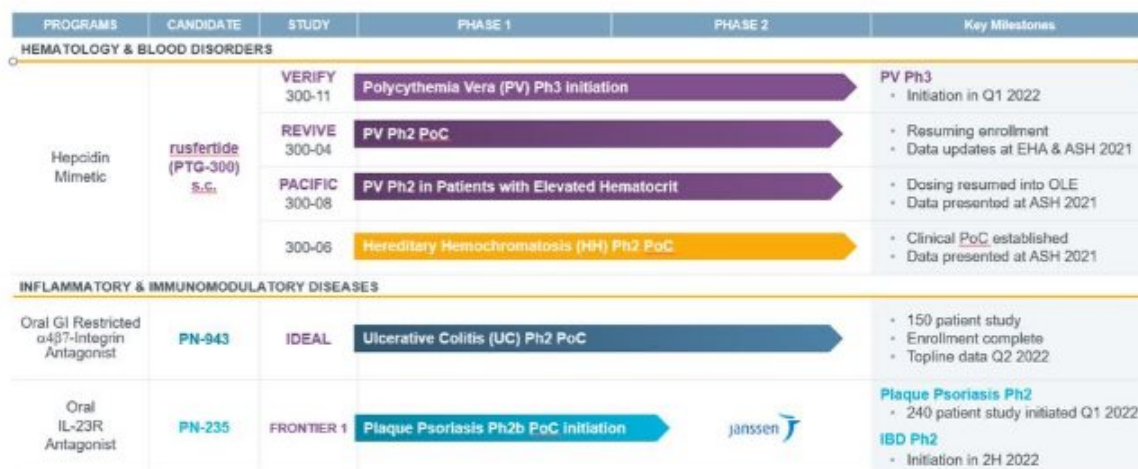 PROGRAMS CANDIDATE STUDY PHASE 1 PHASE 2 Key Milestones
HEMATOLOGY & BLOOD DISORDERS
Hepcidin
Mimetic
rusfertide
(PTG-300)
s.c.
VERIFY
300-11
Polycythemia Vera (PV) Ph3 Initiation
PV Ph3
• Initiation in Q1 2022
REVIVE
300-04
PV Ph2 PoC
• Resuming enrollment
• Data updates at EHA & ASH 2021
PACIFIC
300-08
PV Ph2 in Patients with Elevated Hematocrit
• Dosing resumed into OLE
• Data presented at ASH 2021
300-06
Hereditary Hemochromatosis (HH) Ph2 PoC
• Clinical PoC established
• Data presented at ASH 2021
INFLAMMATORY & IMMUNOMODULATORY DISEASES
Oral GI Restricted
α4β7-Integrin
Antagonist
PN-943
IDEAL
Ulcerative Colitis (UC) Ph2 PoC
• 150 patient study
• Enrollment complete
• Topline data Q2 2022
Oral
IL-23R
Antagonist
PN-235
FRONTIER 1
Plaque Psoriasis Ph2b PoC initiation
janssen
Plaque Psoriasis Ph2
• 240 patient study initiated Q1 2022
IBD Ph2
• Initiation in 2H 2022